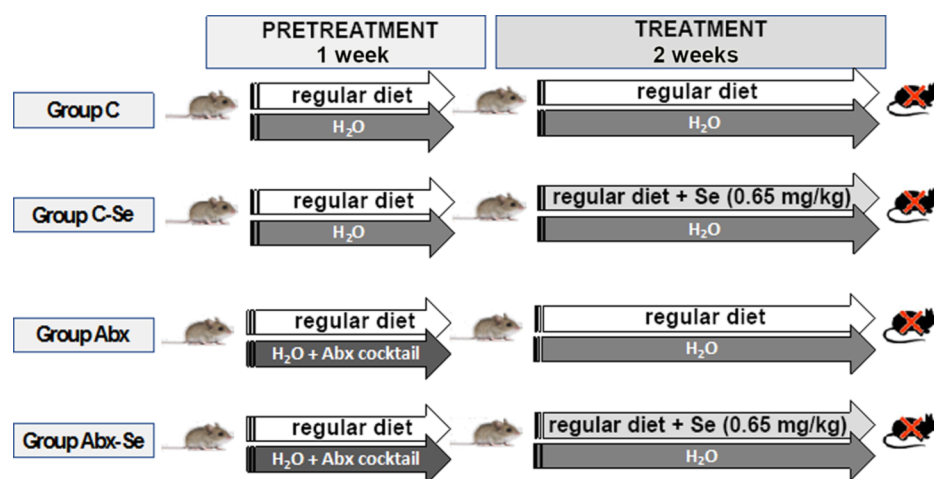 PRETREATMENT
1 week
TREATMENT
2 weeks
Group C
regular diet
H₂O
regular diet
H₂O
Group C-Se
regular diet
H₂O
regular diet + Se (0.65 mg/kg)
H₂O
Group Abx
regular diet
H₂O + Abx cocktail
regular diet
H₂O
Group Abx-Se
regular diet
H₂O + Abx cocktail
regular diet + Se (0.65 mg/kg)
H₂O